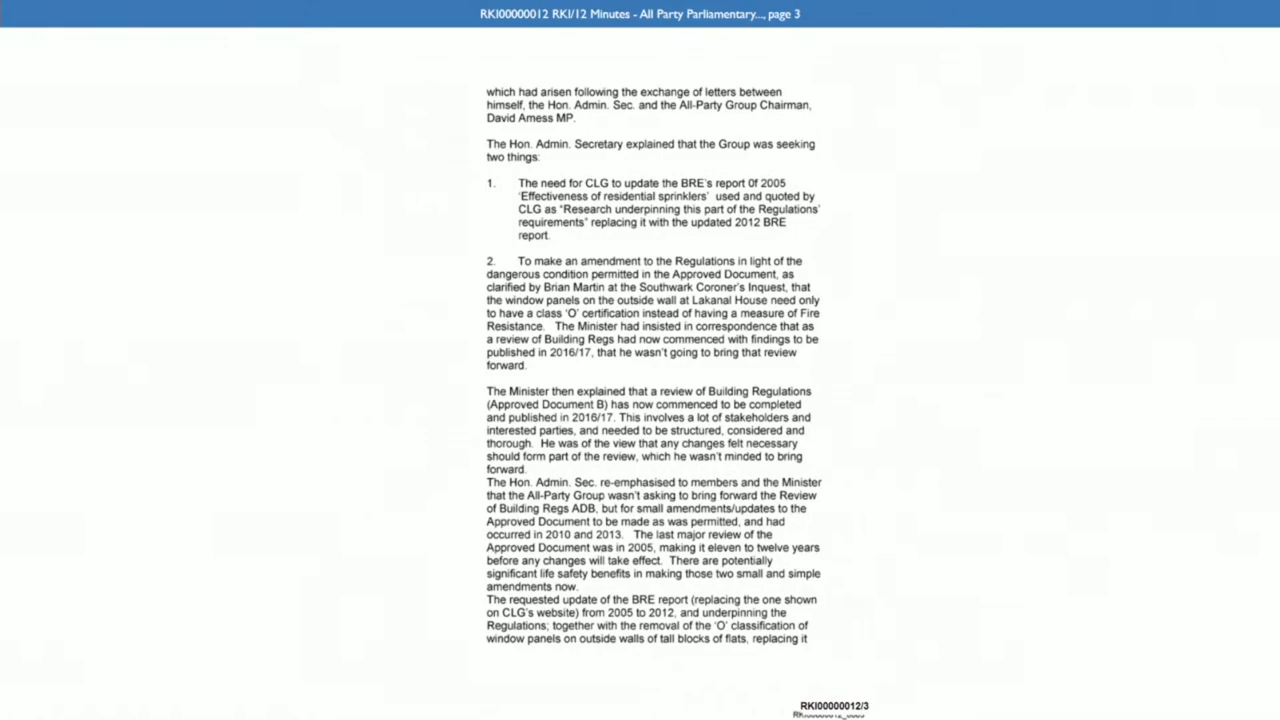 RKI00000012 RKI/12 Minutes - All Party Parliamentary..., page 3
which had arisen following the exchange of letters between
himself, the Hon. Admin. Sec. and the All-Party Group Chairman,
David Amess MP.
The Hon. Admin. Secretary explained that the Group was seeking
two things:
1. The need for CLG to update the BRE's report 0f 2005
'Effectiveness of residential sprinklers' used and quoted by
CLG as "Research underpinning this part of the Regulations'
requirements" replacing it with the updated 2012 BRE
report.
2. To make an amendment to the Regulations in light of the
dangerous condition permitted in the Approved Document, as
clarified by Brian Martin at the Southwark Coroner's Inquest, that
the window panels on the outside wall at Lakanal House need only
to have a class 'O' certification instead of having a measure of Fire
Resistance. The Minister had insisted in correspondence that as
a review of Building Regs had now commenced with findings to be
published in 2016/17, that he wasn't going to bring that review
forward.
The Minister then explained that a review of Building Regulations
(Approved Document B) has now commenced to be completed
and published in 2016/17. This involves a lot of stakeholders and
interested parties, and needed to be structured, considered and
thorough. He was of the view that any changes felt necessary
should form part of the review, which he wasn't minded to bring
forward.
The Hon. Admin. Sec. re-emphasised to members and the Minister
that the All-Party Group wasn't asking to bring forward the Review
of Building Regs ADB, but for small amendments/updates to the
Approved Document to be made as was permitted, and had
occurred in 2010 and 2013. The last major review of the
Approved Document was in 2005, making it eleven to twelve years
before any changes will take effect. There are potentially
significant life safety benefits in making those two small and simple
amendments now.
The requested update of the BRE report (replacing the one shown
on CLG's website) from 2005 to 2012, and underpinning the
Regulations; together with the removal of the 'O' classification of
window panels on outside walls of tall blocks of flats, replacing it
RKI00000012/3